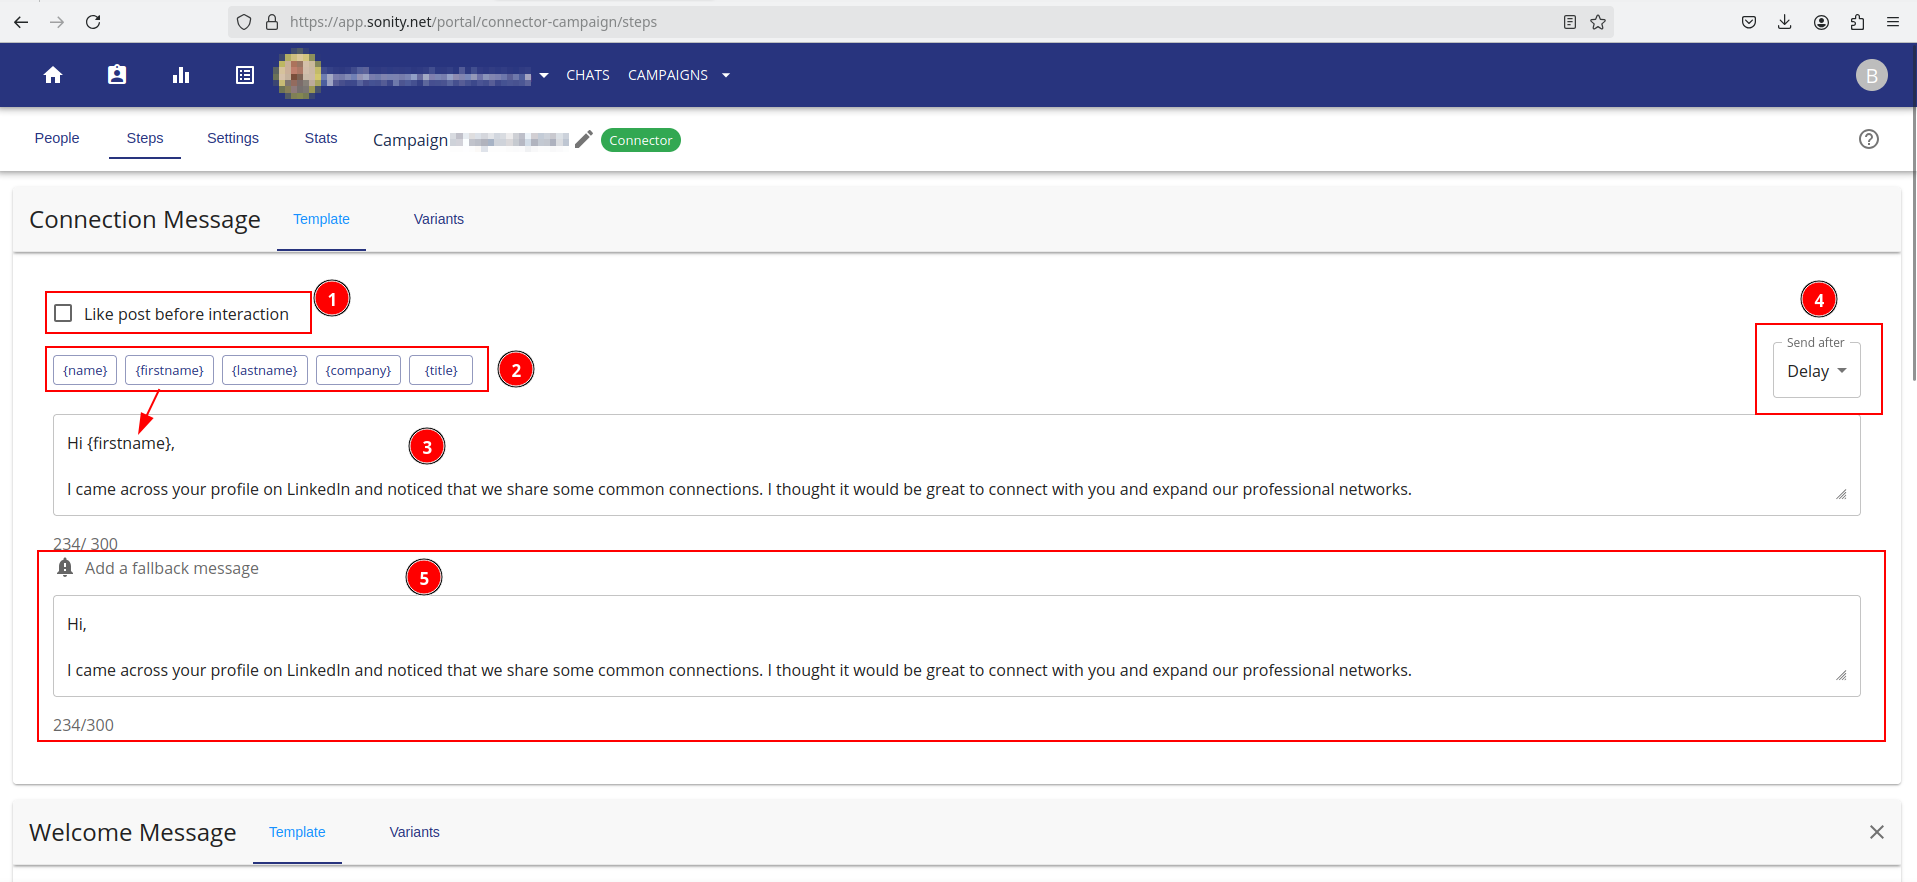 https://app.sonity.net/portal/connector-campaign/steps
CHATS CAMPAIGNS B
People Steps Settings Stats Campaign Connector
Connection Message Template Variants
Like post before interaction 1
4
{name} {firstname} {lastname} {company} {title} 2
Send after
Delay
Hi {firstname}, 3
I came across your profile on LinkedIn and noticed that we share some common connections. I thought it would be great to connect with you and expand our professional networks.
234/ 300
Add a fallback message 5
Hi,
I came across your profile on LinkedIn and noticed that we share some common connections. I thought it would be great to connect with you and expand our professional networks.
234/300
Welcome Message Template Variants